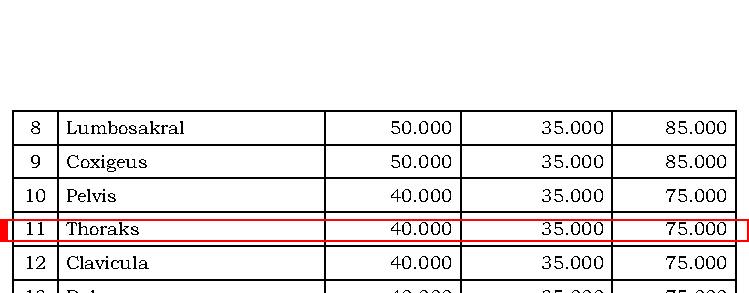 8 Lumbosakral 50.000 35.000 85.000
9 Coxigeus 50.000 35.000 85.000
10 Pelvis 40.000 35.000 75.000
11 Thoraks 40.000 35.000 75.000
12 Clavicula 40.000 35.000 75.000